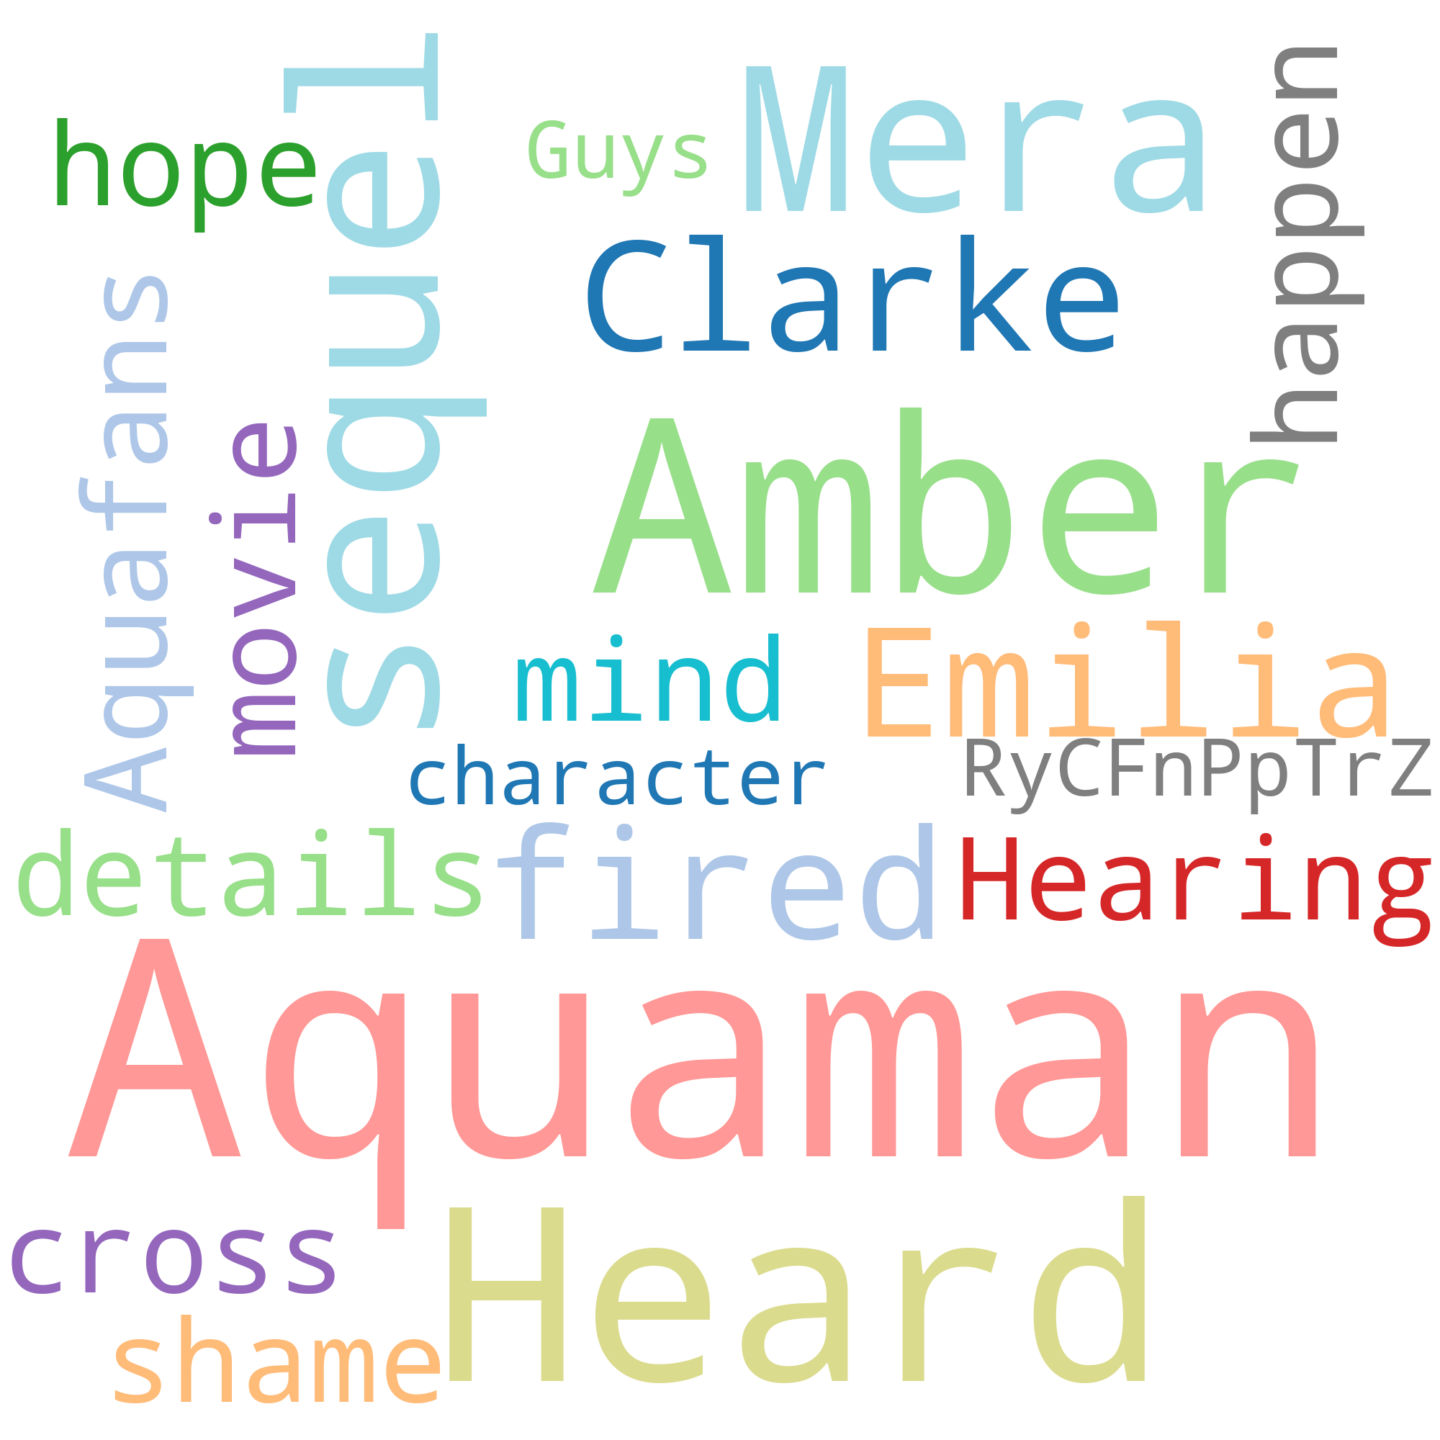 sequel
hope
Guys
Mera
happen
Clarke
Aquafans
movie
Amber
mind
Emilia
character
RyCFnPpTrZ
details
fired
Hearing
Aquaman
cross
Heard
shame